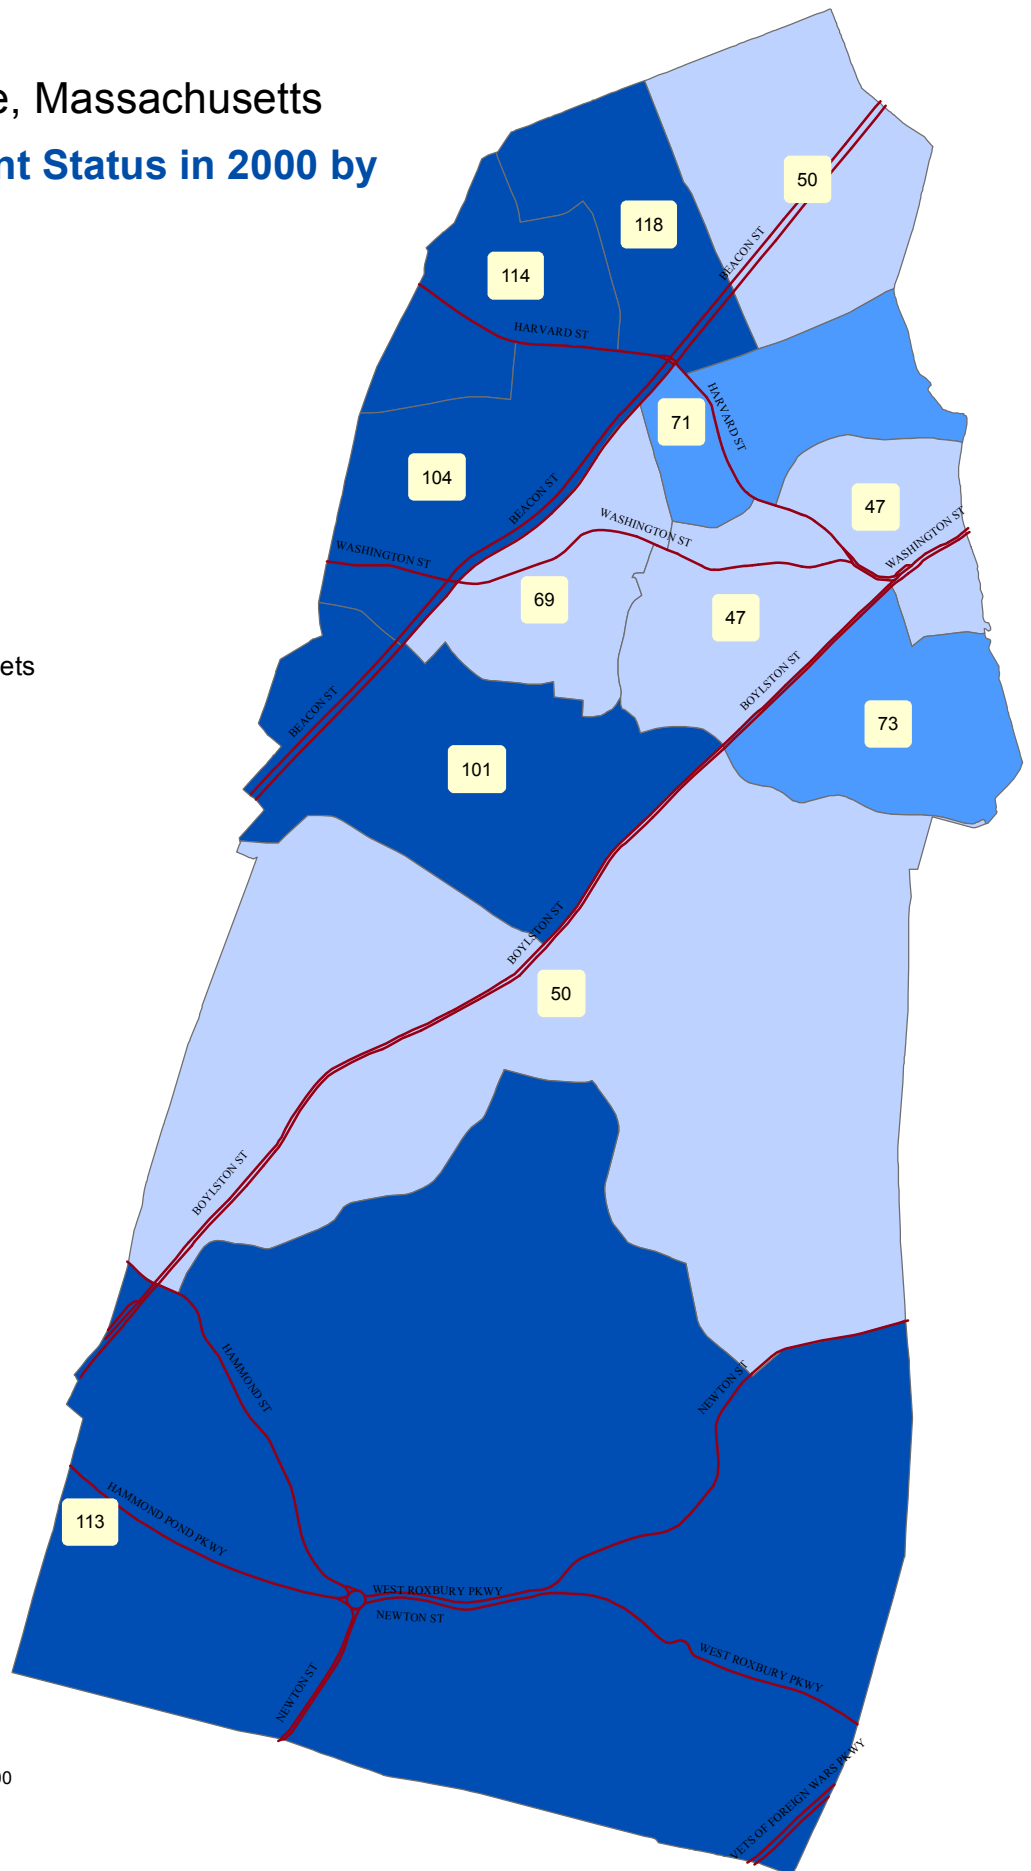 e, Massachusetts
nt Status in 2000 by
50
118
BEACON ST
114
HARVARD ST
HARVARD ST
71
104
BEACON ST
47
WASHINGTON ST
WASHINGTON ST
WASHINGTON ST
69
47
ets
BOYLSTON ST
BEACON ST
73
101
BOYLSTON ST
50
BOYLSTON ST
HAMMOND ST
NEWTON ST
HAMMOND POND PKWY
113
WEST ROXBURY PKWY
NEWTON ST
WEST ROXBURY PKWY
NEWTON ST
VETS OF FOREIGN WARS PKWY